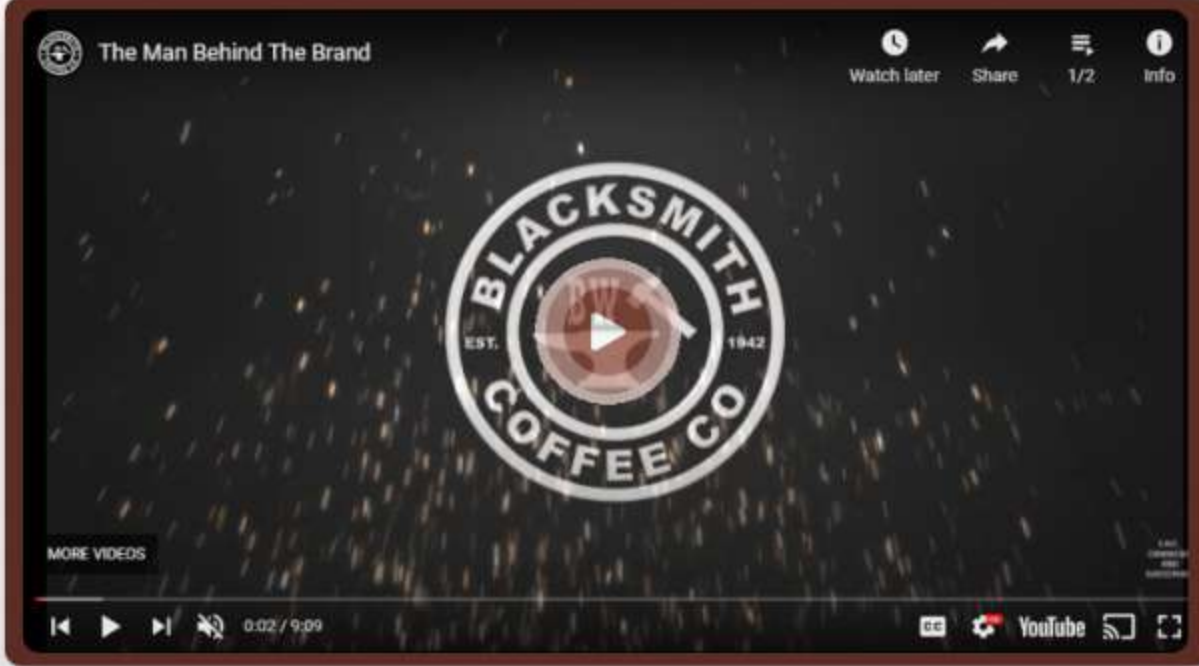 The Man Behind The Brand
Watch later
Share
1/2
Info
BLACKSMITH
BW
EST.
1942
COFFEE CO
MORE VIDEOS
0:02 / 9:09
CC
YouTube